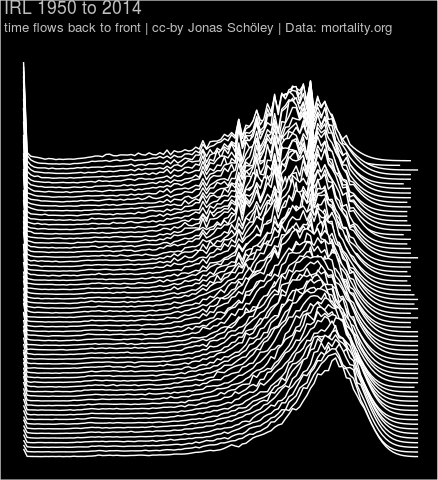 IRL 1950 to 2014
time flows back to front | cc-by Jonas Schöley | Data: mortality.org